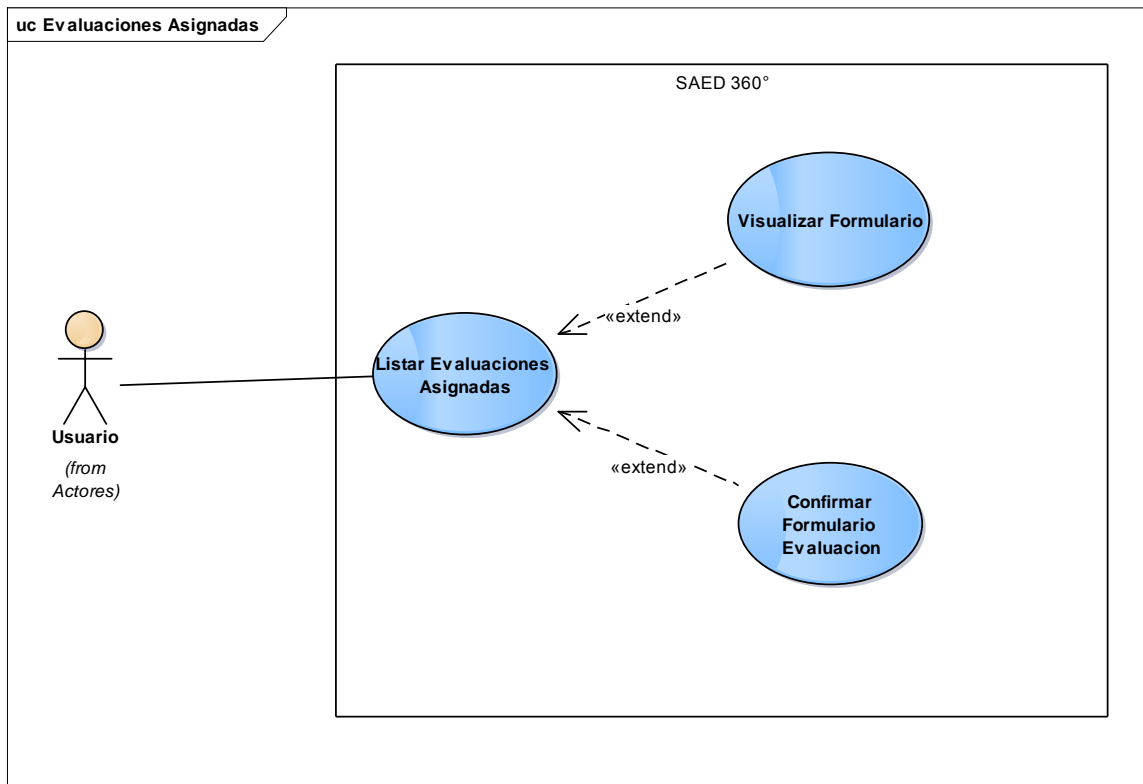 uc Evaluaciones Asignadas
SAED 360°
Visualizar Formulario
«extend»
Listar Evaluaciones
Asignadas
Usuario
(from
Actores)
«extend»
Confirmar
Formulario
Evaluacion